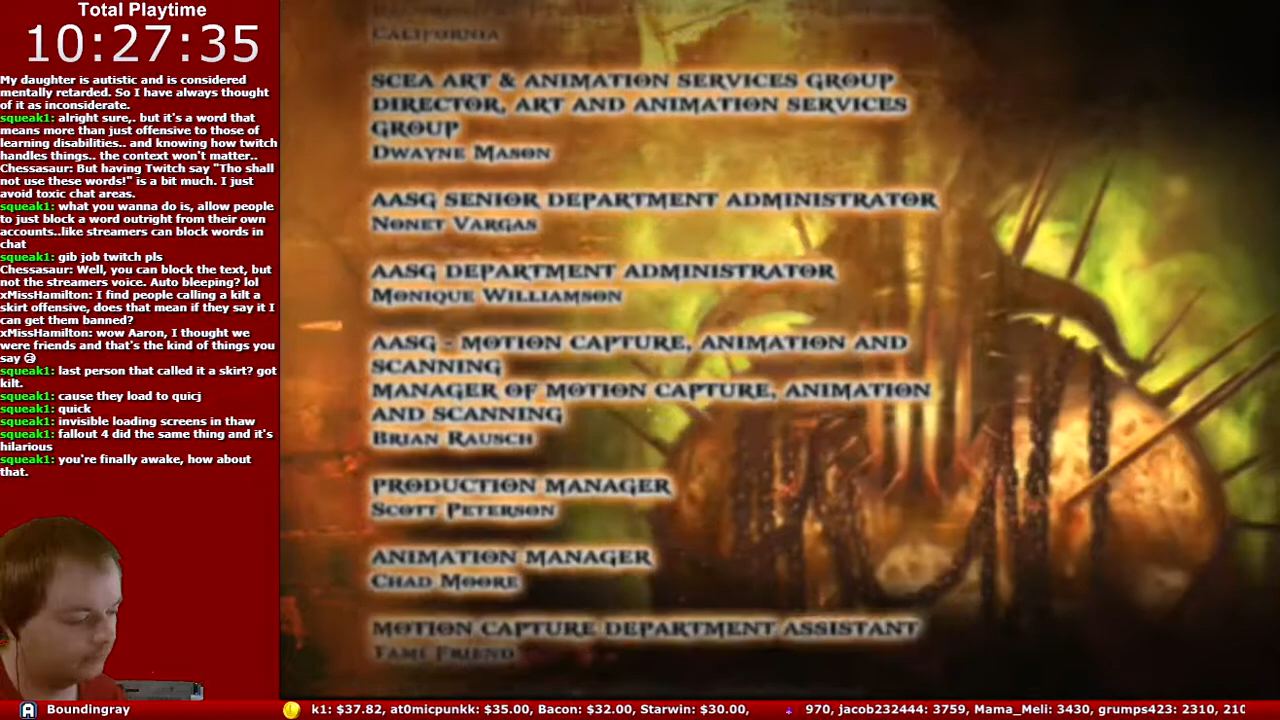 Total Playtime
10:27:35
My daughter is autistic and is considered
mentally retarded. So I have always thought
of it as inconsiderate.
squeak1: alright sure,. but it's a word that
means more than just offensive to those of
learning disabilities.. and knowing how twitch
handles things.. the context won't matter..
Chessasaur: But having Twitch say "Tho shall
not use these words!" is a bit much. I just
avoid toxic chat areas.
squeak1: what you wanna do is, allow people
to just block a word outright from their own
accounts..like streamers can block words in
chat
squeak1: gib job twitch pls
Chessasaur: Well, you can block the text, but
not the streamers voice. Auto bleeping? lol
xMissHamilton: I find people calling a kilt a
skirt offensive, does that mean if they say it I
can get them banned?
xMissHamilton: wow Aaron, I thought we
were friends and that's the kind of things you
say 😢
squeak1: last person that called it a skirt? got
kilt.
squeak1: cause they load to quicj
squeak1: quick
squeak1: invisible loading screens in thaw
squeak1: fallout 4 did the same thing and it's
hilarious
squeak1: you're finally awake, how about
that.
California
SCEA Art & Animation Services Group
Director, Art and Animation Services
Group
Dwayne Mason
AASG Senior Department Administrator
Nonet Vargas
AASG Department Administrator
Monique Williamson
AASG - Motion Capture, Animation and
Scanning
Manager of Motion Capture, Animation
and Scanning
Brian Rausch
Production Manager
Scott Peterson
Animation Manager
Chad Moore
Motion Capture Department Assistant
Tami Friend
Boundingray
k1: $37.82, at0micpunkk: $35.00, Bacon: $32.00, Starwin: $30.00,
970, jacob232444: 3759, Mama_Meli: 3430, grumps423: 2310, 210